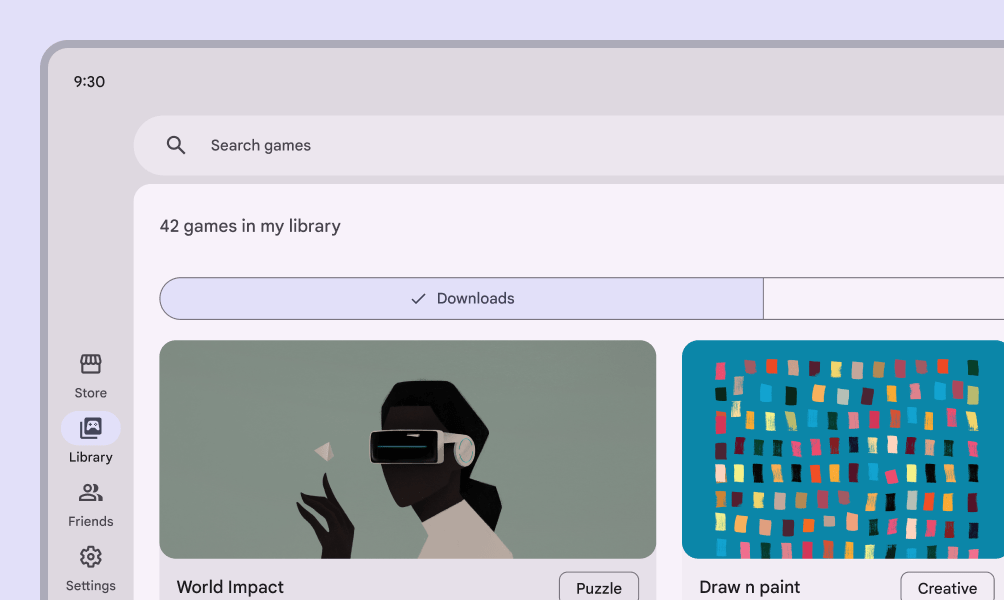 9:30
Search games
42 games in my library
Downloads
Store
Library
Friends
Settings
World Impact
Puzzle
Draw n paint
Creative